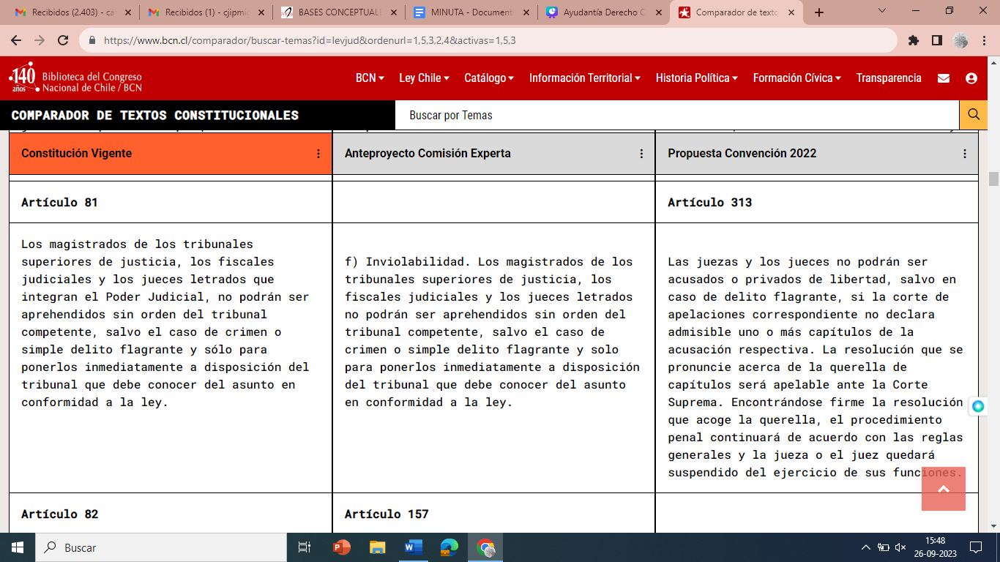 Recibidos (2.403) - ca
Recibidos (1) - cjipmi
BASES CONCEPTUAL
MINUTA - Document
Ayudantía Derecho C
Comparador de texto
https://www.bcn.cl/comparador/buscar-temas?id=levjud&ordenurl=1,5,3,2,4&activas=1,5,3
140
años
Biblioteca del Congreso
Nacional de Chile / BCN
BCN
Ley Chile
Catálogo
Información Territorial
Historia Política
Formación Cívica
Transparencia
COMPARADOR DE TEXTOS CONSTITUCIONALES
Buscar por Temas
Constitución Vigente
Anteproyecto Comisión Experta
Propuesta Convención 2022
Artículo 81
Artículo 313
Los magistrados de los tribunales
superiores de justicia, los fiscales
judiciales y los jueces letrados que
integran el Poder Judicial, no podrán ser
aprehendidos sin orden del tribunal
competente, salvo el caso de crimen o
simple delito flagrante y sólo para
ponerlos inmediatamente a disposición del
tribunal que debe conocer del asunto en
conformidad a la ley.
f) Inviolabilidad. Los magistrados de los
tribunales superiores de justicia, los
fiscales judiciales y los jueces letrados
no podrán ser aprehendidos sin orden del
tribunal competente, salvo el caso de
crimen o simple delito flagrante y solo
para ponerlos inmediatamente a disposición
del tribunal que debe conocer del asunto
en conformidad a la ley.
Las juezas y los jueces no podrán ser
acusados o privados de libertad, salvo en
caso de delito flagrante, si la corte de
apelaciones correspondiente no declara
admisible uno o más capítulos de la
acusación respectiva. La resolución que se
pronuncie acerca de la querella de
capítulos será apelable ante la Corte
Suprema. Encontrándose firme la resolución
que acoge la querella, el procedimiento
penal continuará de acuerdo con las reglas
generales y la jueza o el juez quedará
suspendido del ejercicio de sus funciones.
Artículo 82
Artículo 157
Buscar
15:48
26-09-2023